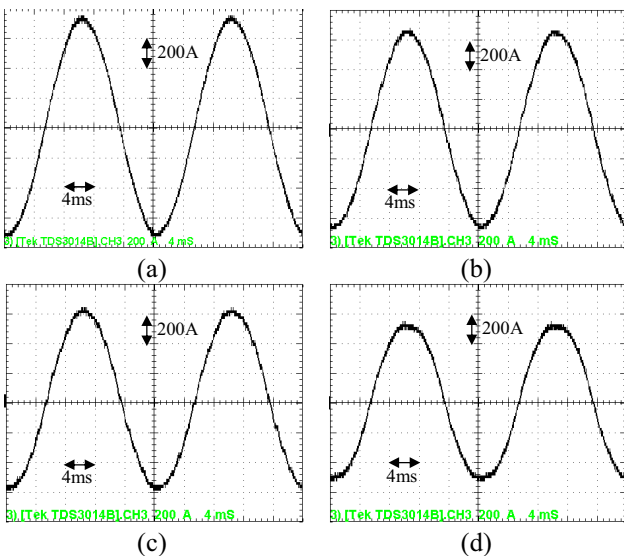 200A
4ms
3) [Tek TDS3014B].CH3 200 A 4 mS
(a)
200A
4ms
3) [Tek TDS3014B].CH3 200 A 4 mS
(b)
200A
4ms
3) [Tek TDS3014B].CH3 200 A 4 mS
(c)
200A
4ms
3) [Tek TDS3014B].CH3 200 A 4 mS
(d)